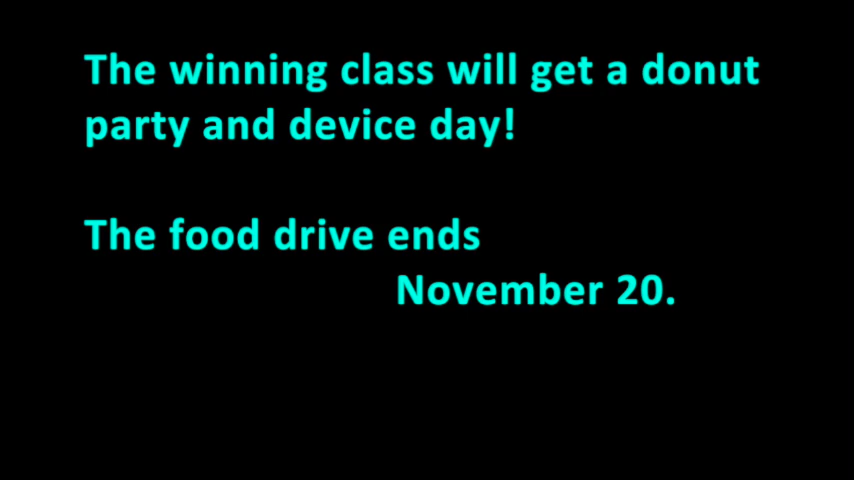 The winning class will get a donut
party and device day!
The food drive ends
November 20.